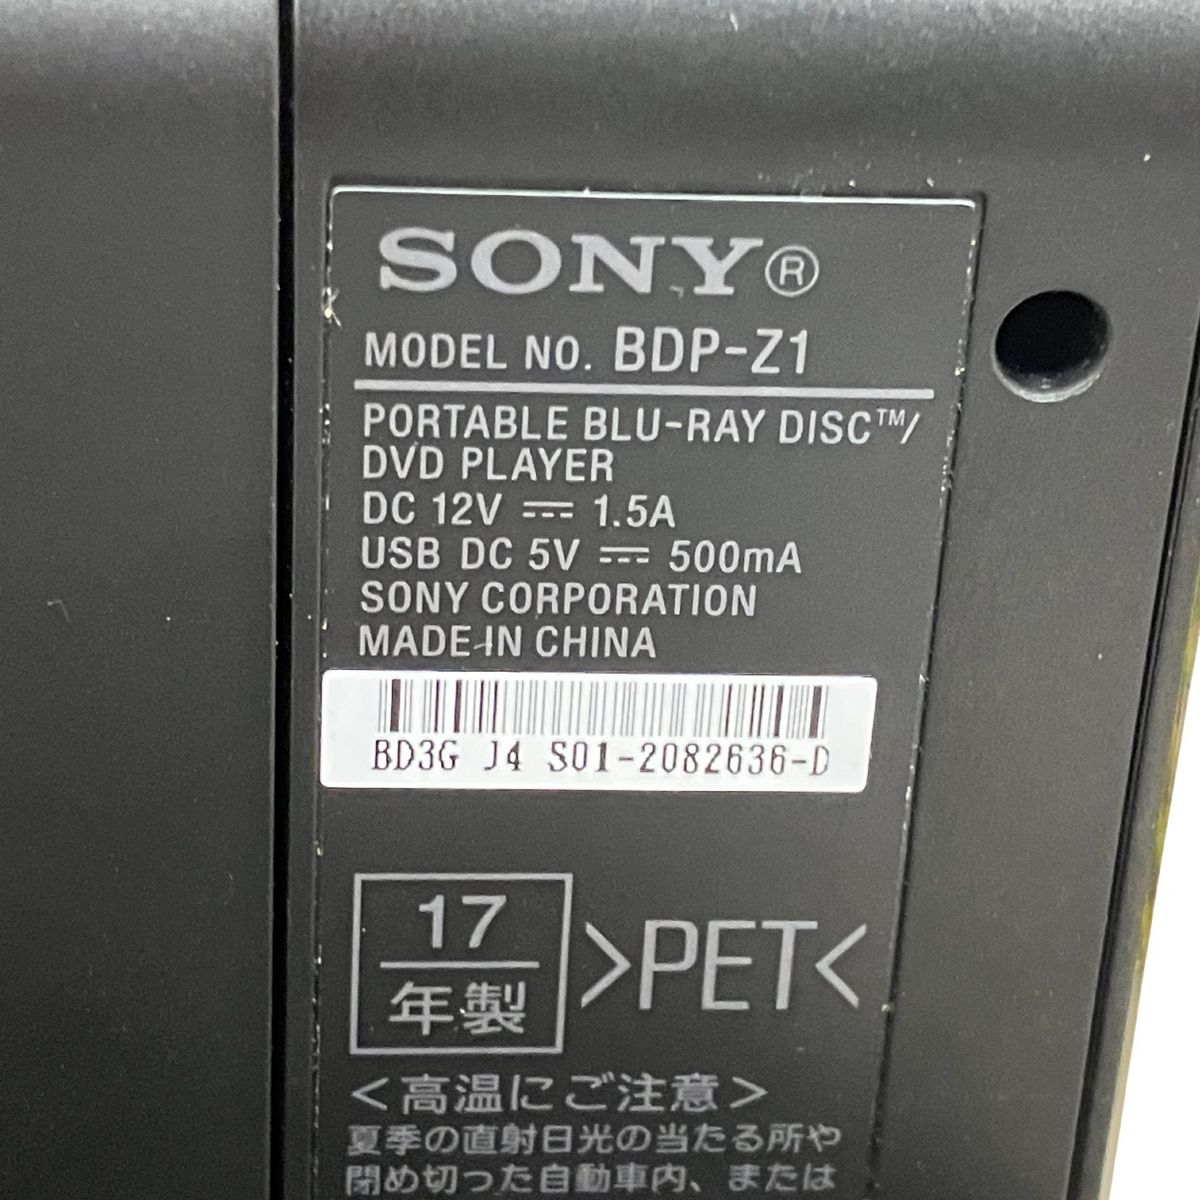 SONY®
MODEL NO. BDP-Z1
PORTABLE BLU-RAY DISC™/
DVD PLAYER
DC 12V ⎓ 1.5A
USB DC 5V ⎓ 500mA
SONY CORPORATION
MADE IN CHINA
BD3G J4 S01-2082636-D
17
年製
>PET<
<高温にご注意>
夏季の直射日光の当たる所や
閉め切った自動車内、または